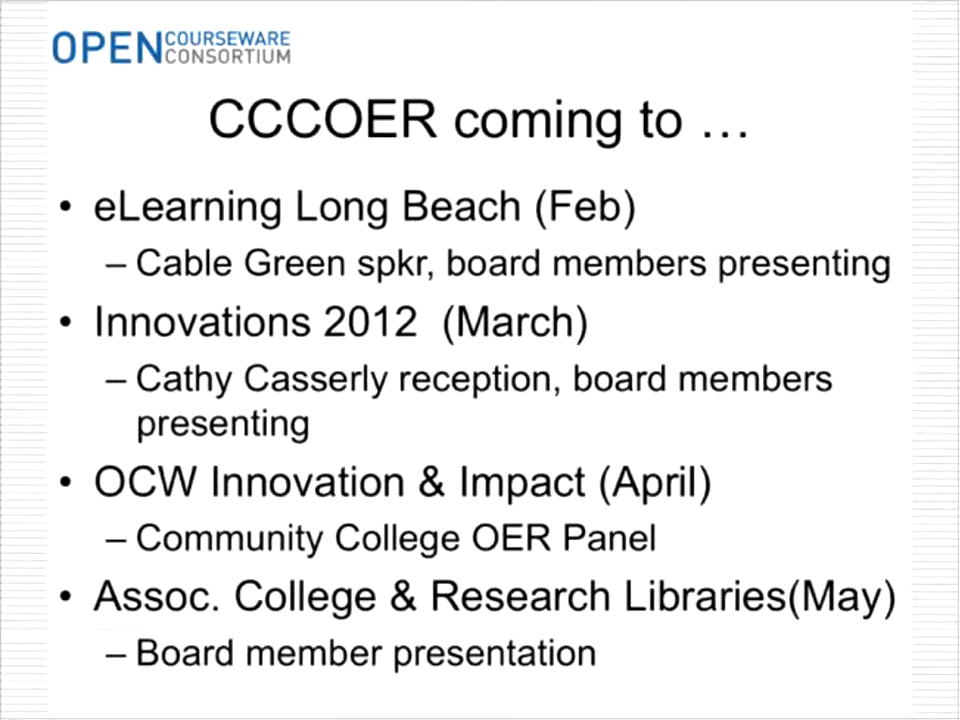 OPEN COURSEWARE CONSORTIUM
CCCOER coming to …
• eLearning Long Beach (Feb)
– Cable Green spkr, board members presenting
• Innovations 2012 (March)
– Cathy Casserly reception, board members
presenting
• OCW Innovation & Impact (April)
– Community College OER Panel
• Assoc. College & Research Libraries(May)
– Board member presentation